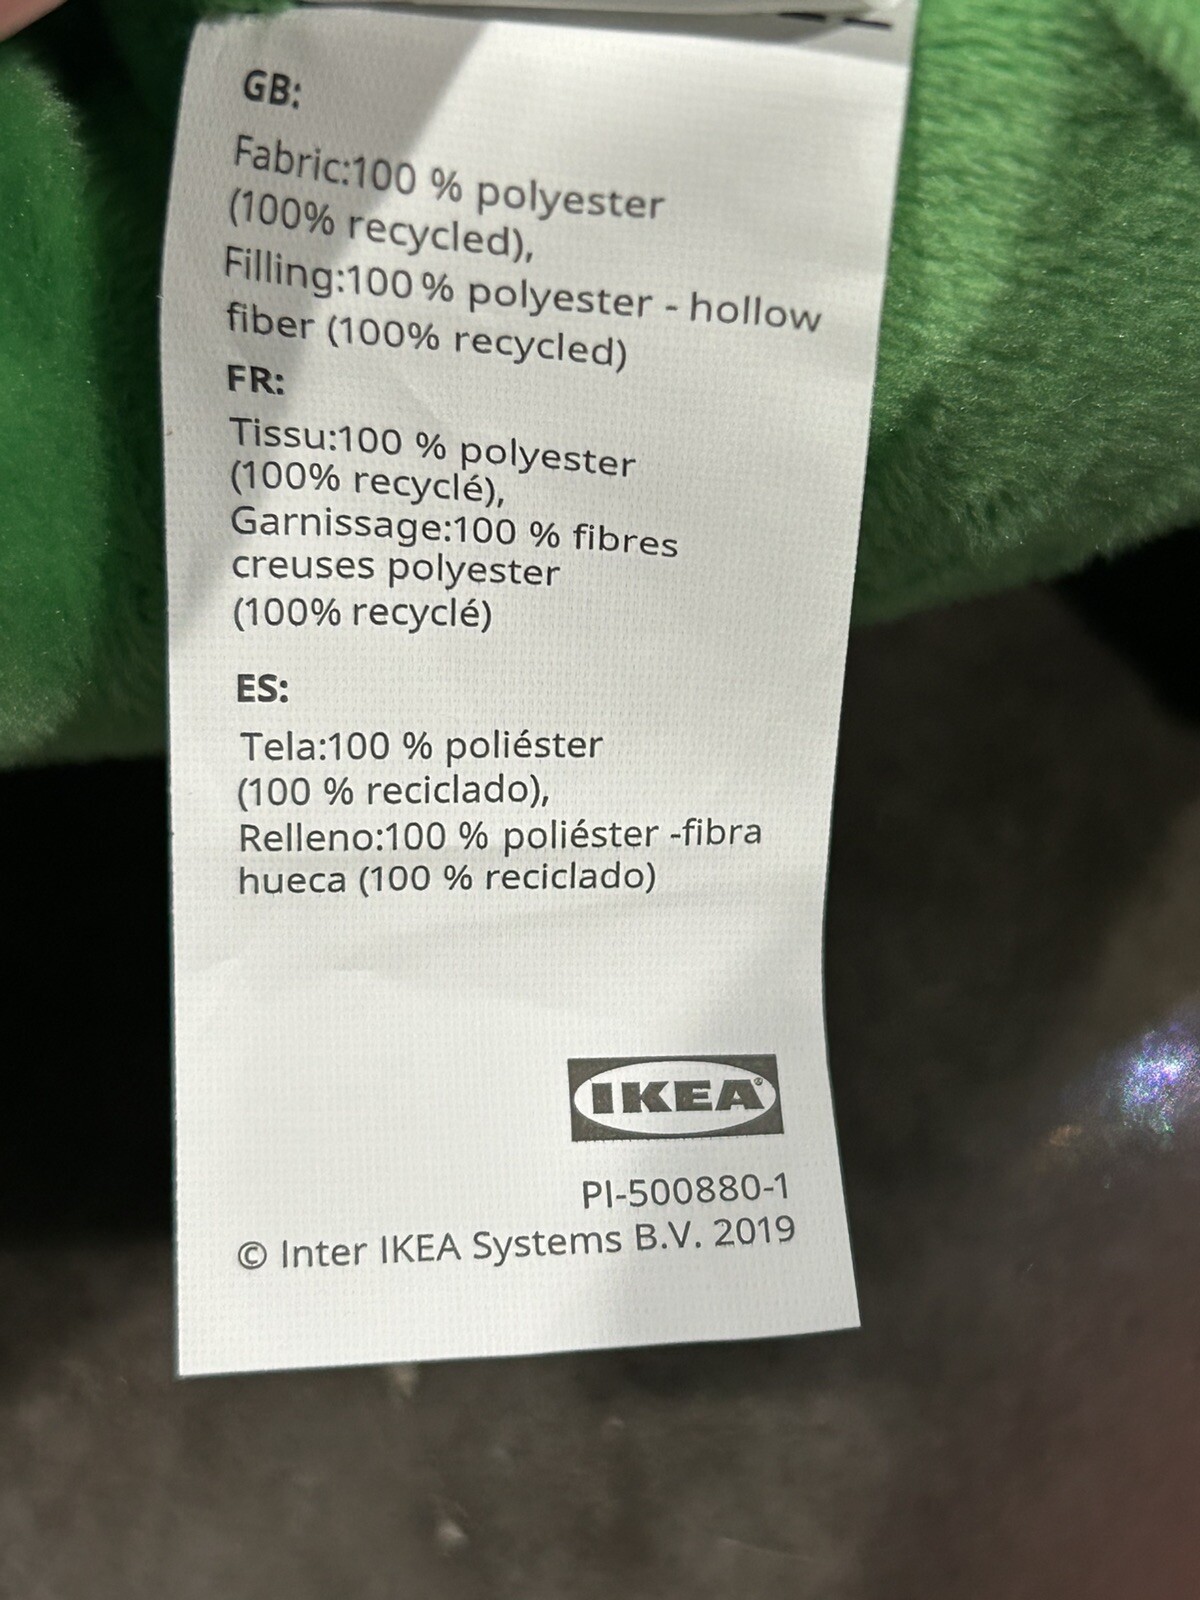 GB:
Fabric:100 % polyester
(100% recycled),
Filling:100 % polyester - hollow
fiber (100% recycled)
FR:
Tissu:100 % polyester
(100% recyclé),
Garnissage:100 % fibres
creuses polyester
(100% recyclé)
ES:
Tela:100 % poliéster
(100 % reciclado),
Relleno:100 % poliéster -fibra
hueca (100 % reciclado)
IKEA®
PI-500880-1
© Inter IKEA Systems B.V. 2019